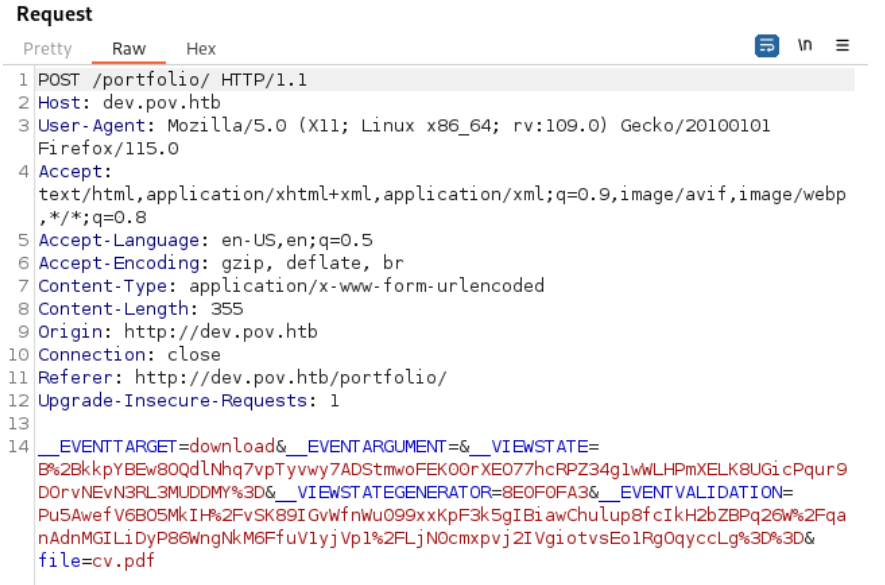 Request
Pretty Raw Hex \n
1 POST /portfolio/ HTTP/1.1
2 Host: dev.pov.htb
3 User-Agent: Mozilla/5.0 (X11; Linux x86_64; rv:109.0) Gecko/20100101
Firefox/115.0
4 Accept:
text/html,application/xhtml+xml,application/xml;q=0.9,image/avif,image/webp
,*/*;q=0.8
5 Accept-Language: en-US,en;q=0.5
6 Accept-Encoding: gzip, deflate, br
7 Content-Type: application/x-www-form-urlencoded
8 Content-Length: 355
9 Origin: http://dev.pov.htb
10 Connection: close
11 Referer: http://dev.pov.htb/portfolio/
12 Upgrade-Insecure-Requests: 1
13
14 __EVENTTARGET=download&__EVENTARGUMENT=&__VIEWSTATE=
B%2BkkpYBEw8OQdlNhq7vpTyvwy7ADStmwoFEK00rXEO77hcRPZ34g1wWLHPmXELK8UGicPqur9
DOrvNEvN3RL3MUDDMY%3D&__VIEWSTATEGENERATOR=8E0F0FA3&__EVENTVALIDATION=
Pu5AwefV6BO5MkIH%2FvSK89IGvWfnWu099xxKpF3k5gIBiawChulup8fcIkH2bZBPq26W%2Fqa
nAdnMGILiDyP86WngNkM6FfuV1yjVp1%2FLjNOcmxpvj2IVgiotvsEo1RgOqyccLg%3D%3D&
file=cv.pdf